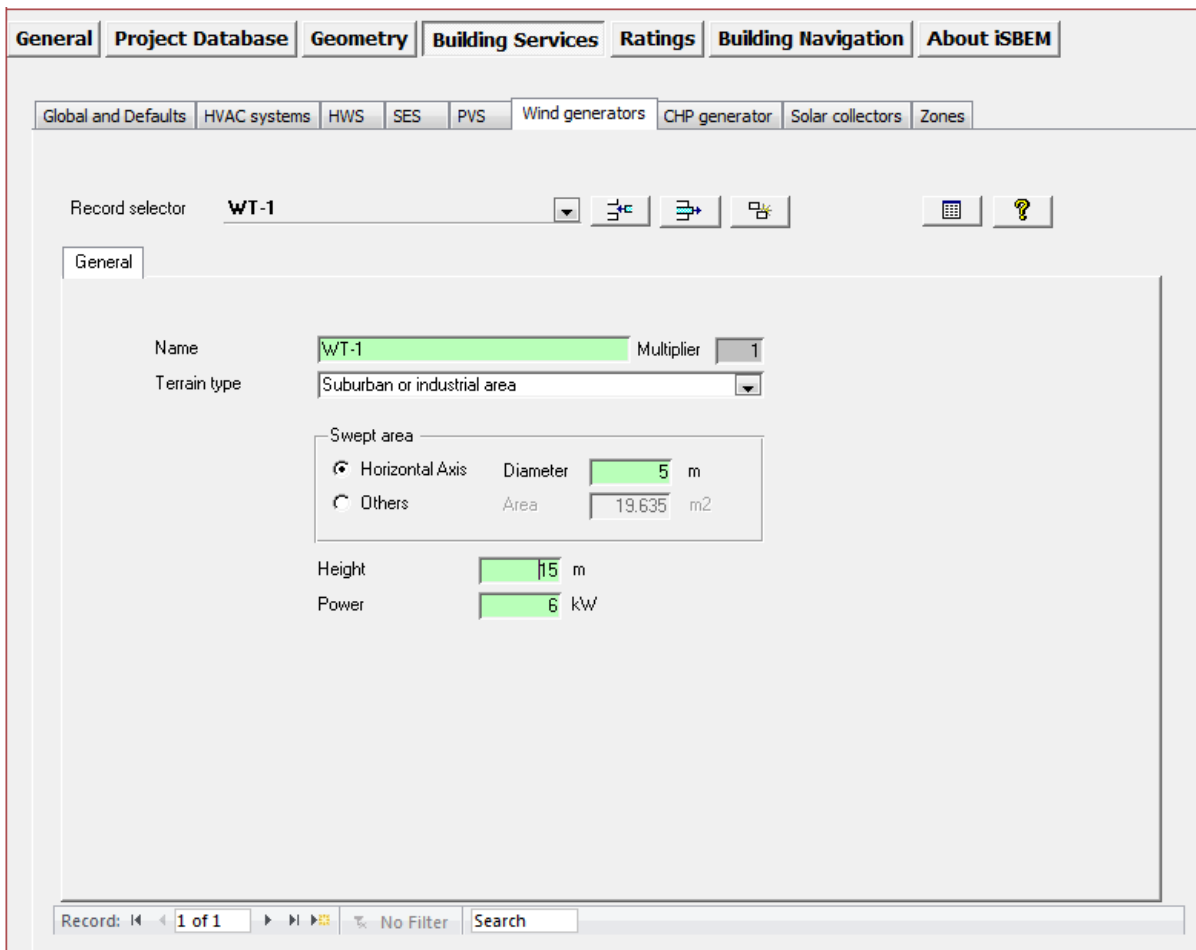 General Project Database Geometry Building Services Ratings Building Navigation About iSBEM
Global and Defaults HVAC systems HWS SES PVS Wind generators CHP generator Solar collectors Zones
Record selector WT-1
General
Name WT-1 Multiplier 1
Terrain type Suburban or industrial area
Swept area
Horizontal Axis Diameter 5 m
Others Area 19.635 m2
Height 15 m
Power 6 kW
Record: 1 of 1 No Filter Search